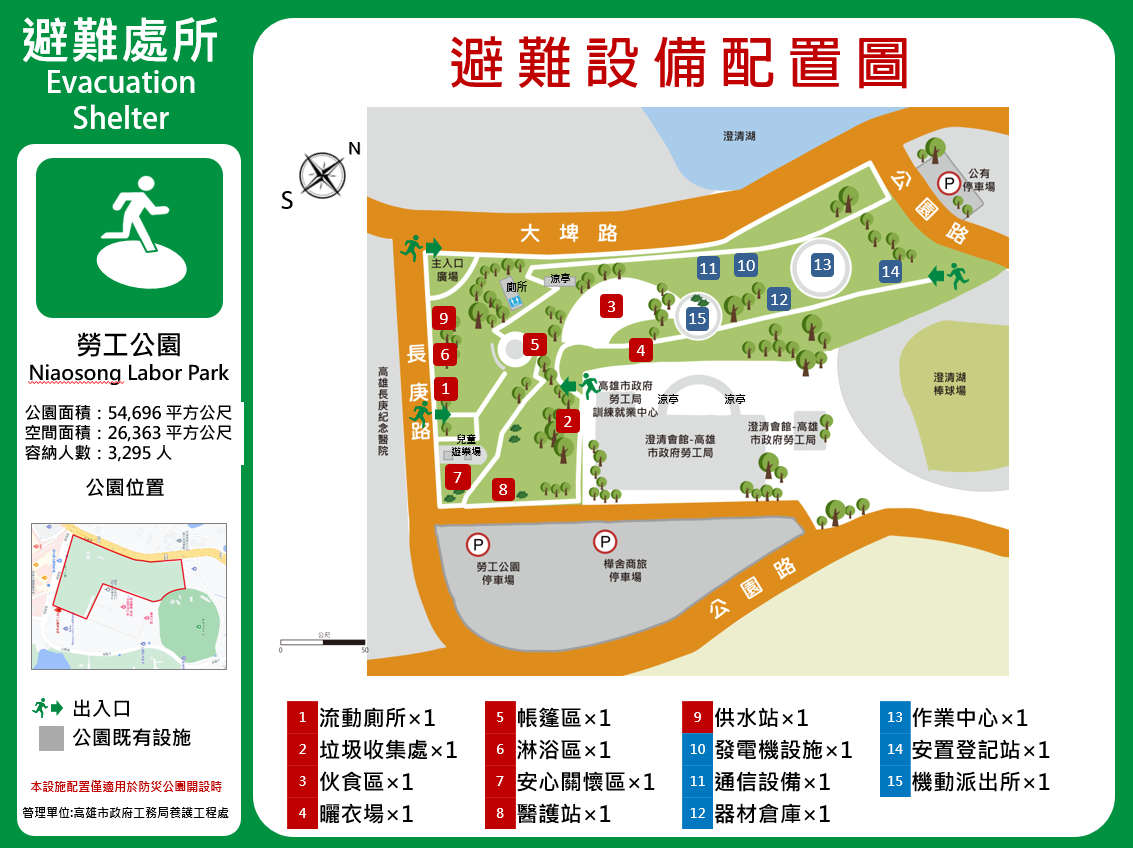 避難處所
Evacuation
Shelter
勞工公園
Niaosong Labor Park
公園面積：54,696 平方公尺
空間面積：26,363 平方公尺
容納人數：3,295 人
公園位置
出入口
公園既有設施
本設施配置僅適用於防災公園開設時
管理單位:高雄市政府工務局養護工程處
避難設備配置圖
N
S
澄清湖
公有
停車場
P
公園路
大埤路
主入口
廣場
廁所
涼亭
長庚路
高雄長庚紀念醫院
9
6
1
5
3
4
2
7
8
11
10
13
14
12
15
高雄市政府
勞工局
訓練就業中心
涼亭
涼亭
澄清會館-高雄
市政府勞工局
澄清會館-高雄
市政府勞工局
澄清湖
棒球場
兒童
遊樂場
P
勞工公園
停車場
P
樺舍商旅
停車場
公園路
公尺
0
50
1 流動廁所×1
2 垃圾收集處×1
3 伙食區×1
4 曬衣場×1
5 帳篷區×1
6 淋浴區×1
7 安心關懷區×1
8 醫護站×1
9 供水站×1
10 發電機設施×1
11 通信設備×1
12 器材倉庫×1
13 作業中心×1
14 安置登記站×1
15 機動派出所×1